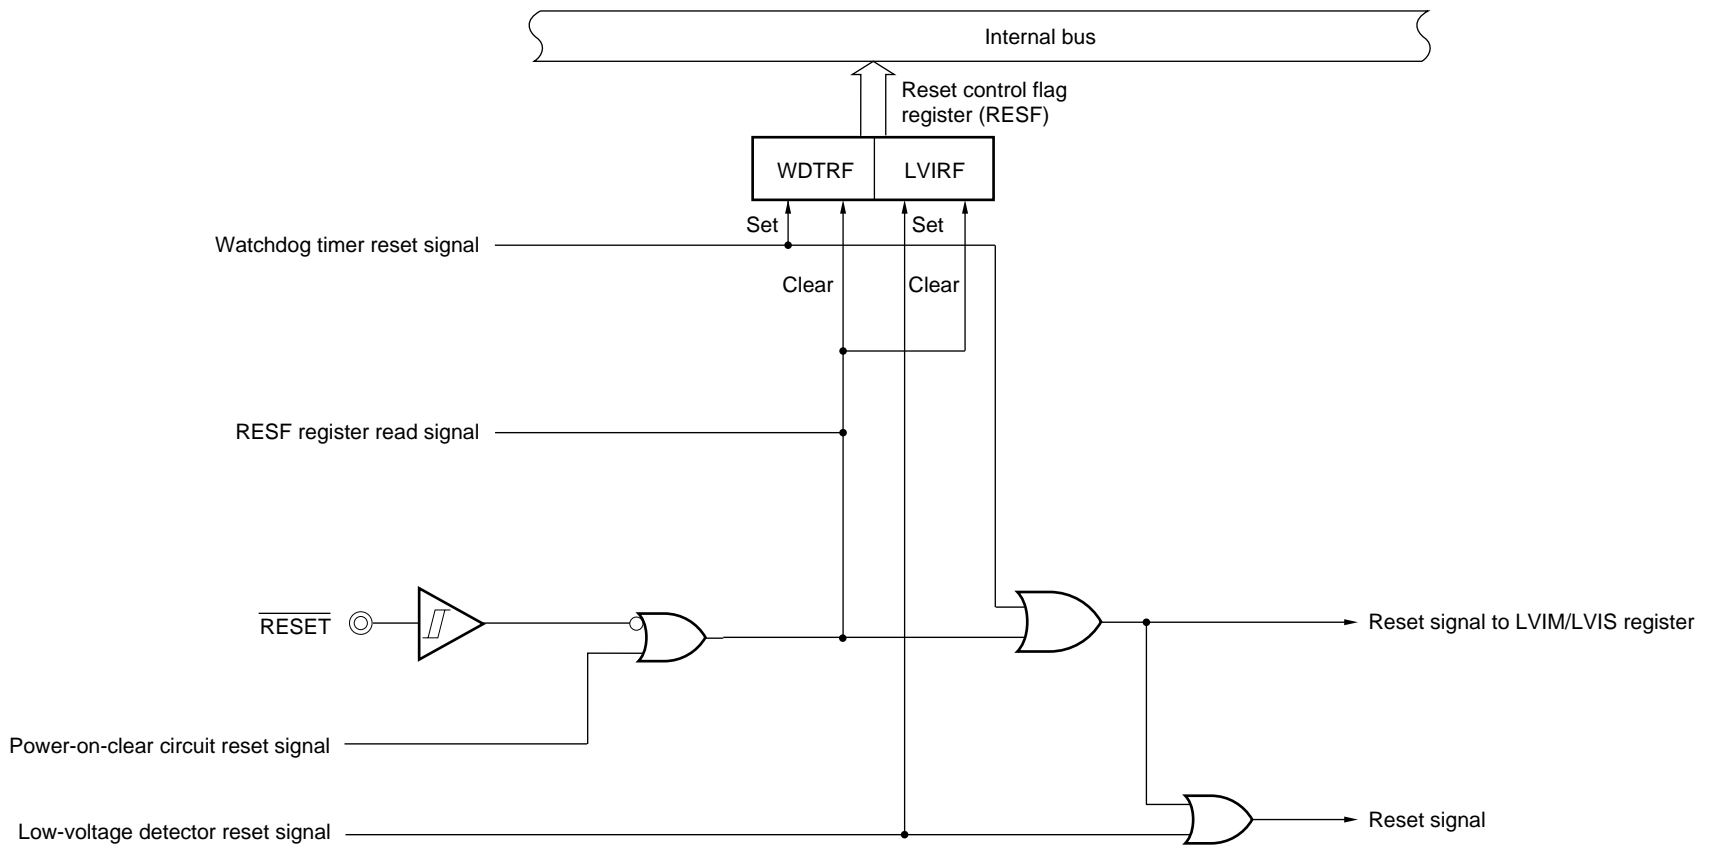 Internal bus
Reset control flag
register (RESF)
WDTRF
LVIRF
Set
Set
Watchdog timer reset signal
Clear
Clear
RESF register read signal
RESET
Reset signal to LVIM/LVIS register
Power-on-clear circuit reset signal
Low-voltage detector reset signal
Reset signal